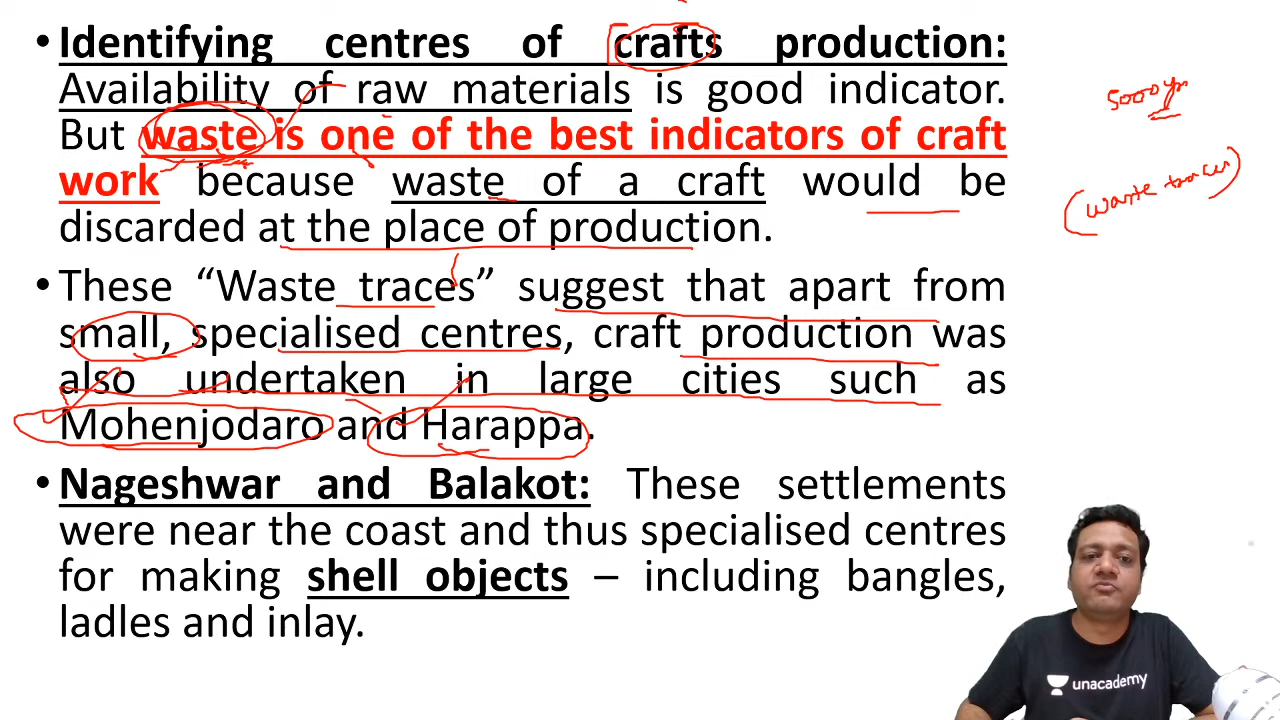 • Identifying centres of crafts production:
Availability of raw materials is good indicator.
But waste is one of the best indicators of craft
work because waste of a craft would be
discarded at the place of production.
• These “Waste traces” suggest that apart from
small, specialised centres, craft production was
also undertaken in large cities such as
Mohenjodaro and Harappa.
• Nageshwar and Balakot: These settlements
were near the coast and thus specialised centres
for making shell objects – including bangles,
ladles and inlay.
5000 yrs
(waste traces)
unacademy